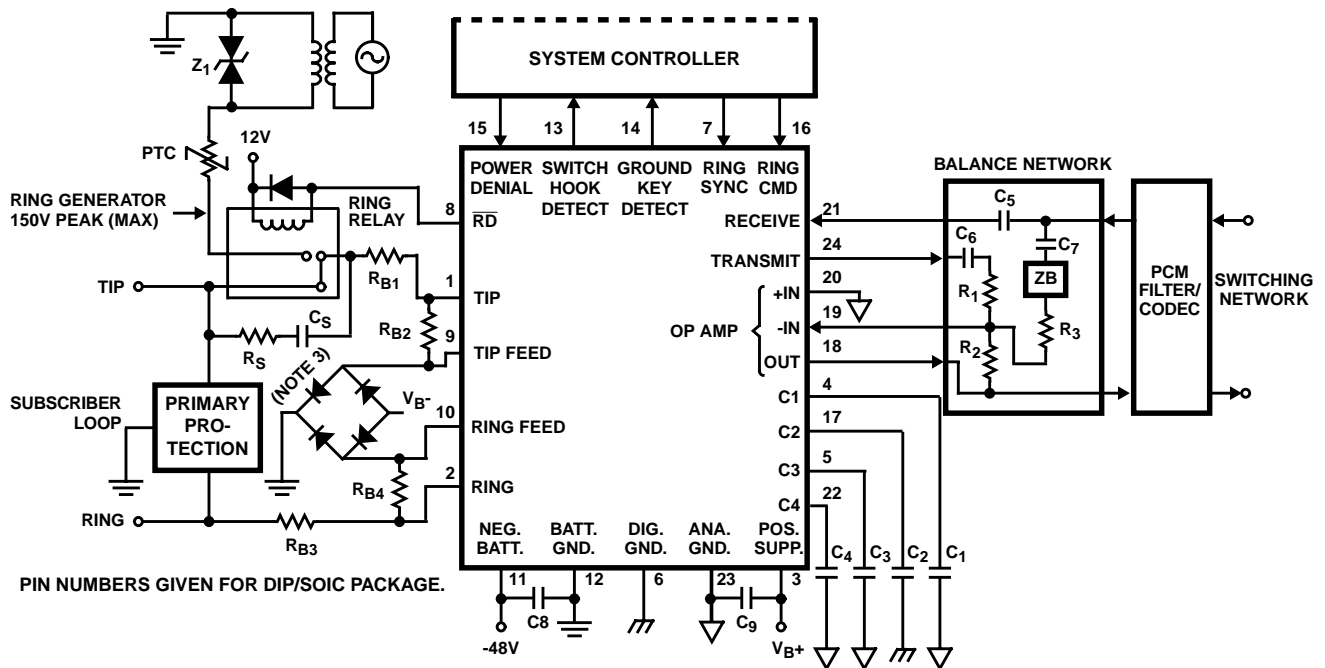 SYSTEM CONTROLLER
Z1
15
13
14
7
16
PTC
12V
RING GENERATOR
150V PEAK (MAX)
RING
RELAY
8
POWER
DENIAL
SWITCH
HOOK
DETECT
GROUND
KEY
DETECT
RING
SYNC
RING
CMD
RD
BALANCE NETWORK
RECEIVE
21
C5
TRANSMIT
24
C6
C7
ZB
R1
R3
R2
PCM
FILTER/
CODEC
SWITCHING
NETWORK
+IN
20
OP AMP
-IN
19
OUT
18
TIP
RB1
1
TIP
RS
CS
RB2
9
TIP FEED
(NOTE 3)
VB-
SUBSCRIBER
LOOP
PRIMARY
PRO-
TECTION
10
RING FEED
RB4
2
RING
RING
RB3
C1
4
C2
17
C3
5
C4
22
NEG.
BATT.
BATT.
GND.
DIG.
GND.
ANA.
GND.
POS.
SUPP.
C4
C3
C2
C1
11
12
6
23
3
C8
C9
-48V
VB+
PIN NUMBERS GIVEN FOR DIP/SOIC PACKAGE.